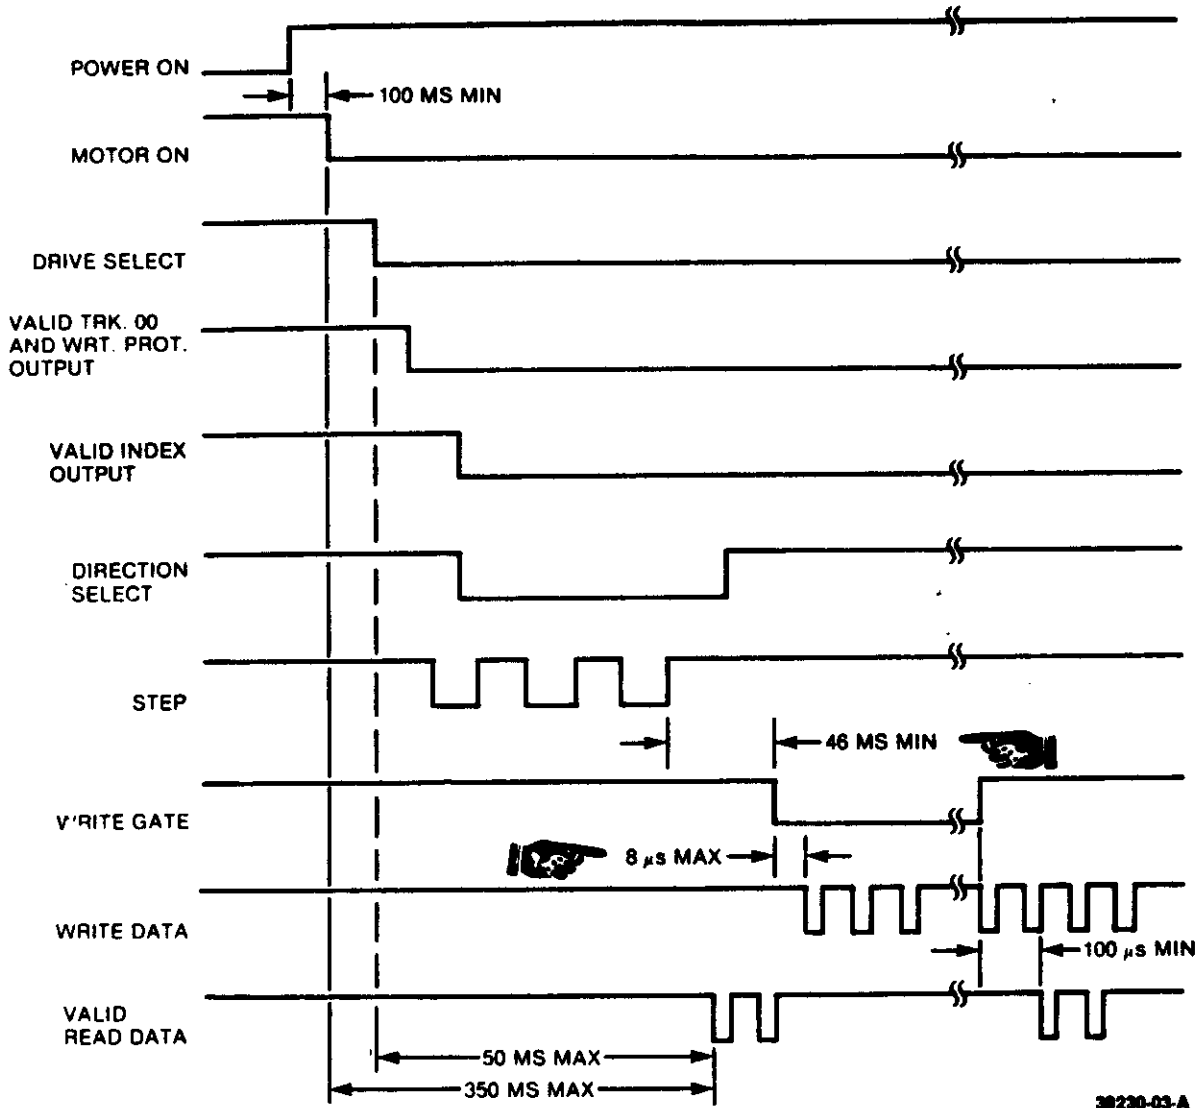 POWER ON
100 MS MIN
MOTOR ON
DRIVE SELECT
VALID TRK. 00
AND WRT. PROT.
OUTPUT
VALID INDEX
OUTPUT
DIRECTION
SELECT
STEP
46 MS MIN
WRITE GATE
8 μs MAX
WRITE DATA
100 μs MIN
VALID
READ DATA
50 MS MAX
350 MS MAX
38230-03-A